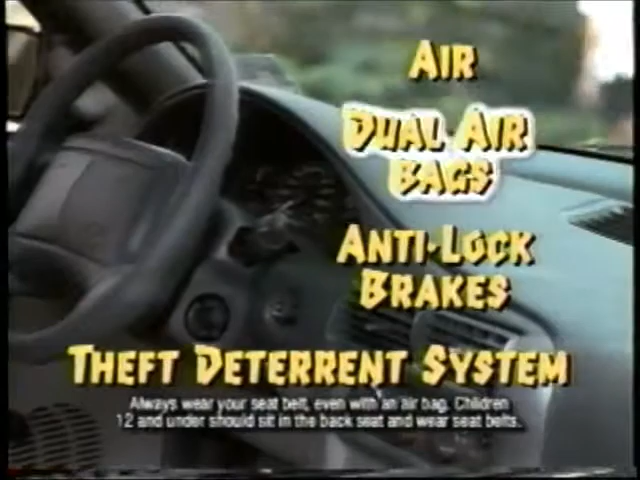 AIR
DUAL AIR
BAGS
ANTI-LOCK
BRAKES
THEFT DETERRENT SYSTEM
Always wear your seat belt, even with an air bag. Children
12 and under should sit in the back seat and wear seat belts.